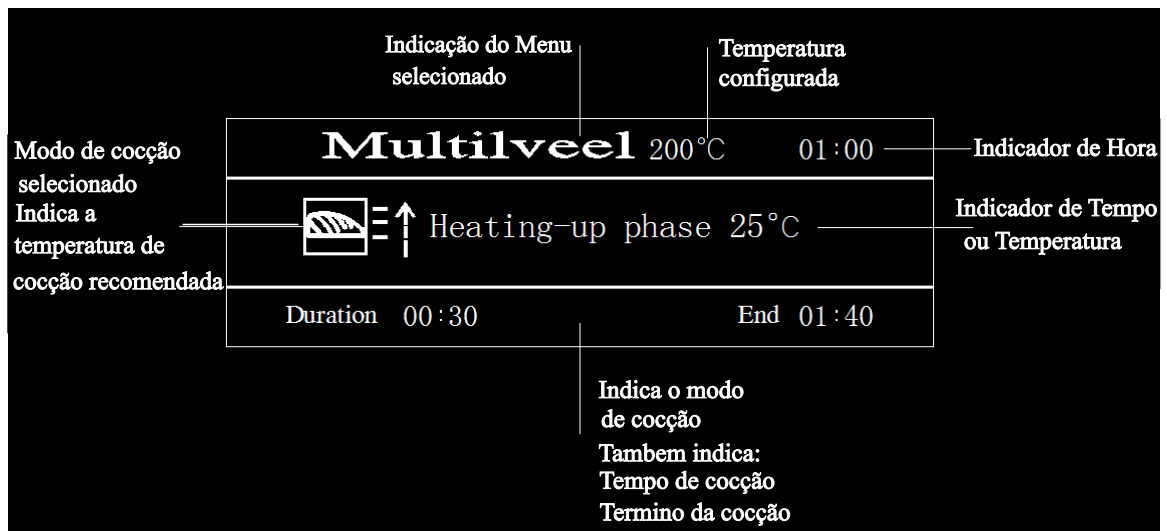 Indicação do Menu
selecionado
Temperatura
configurada
Modo de cocção
selecionado
Indica a
temperatura de
cocção recomendada
Multilveel 200°C 01:00
Indicador de Hora
Heating-up phase 25°C
Indicador de Tempo
ou Temperatura
Duration 00:30 End 01:40
Indica o modo
de cocção
Tambem indica:
Tempo de cocção
Termino da cocção